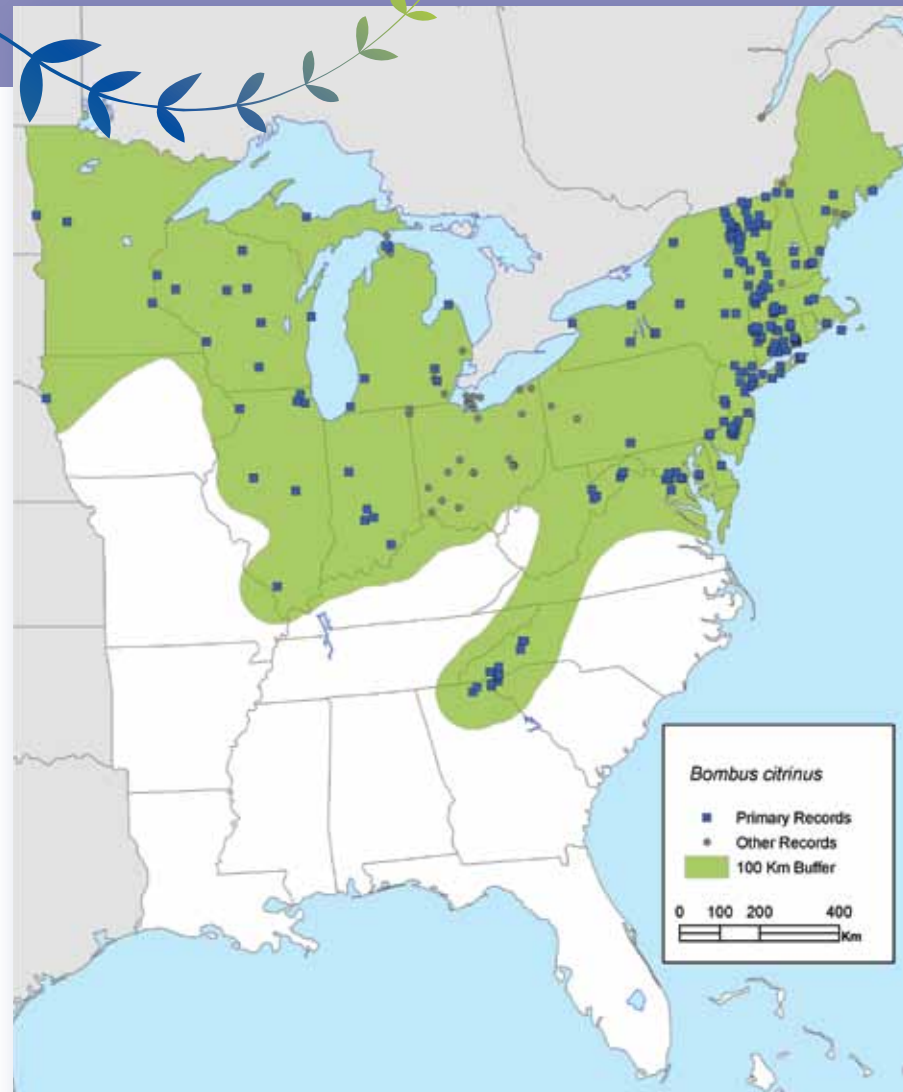 Bombus citrinus
Primary Records
Other Records
100 Km Buffer
0 100 200 400
Km